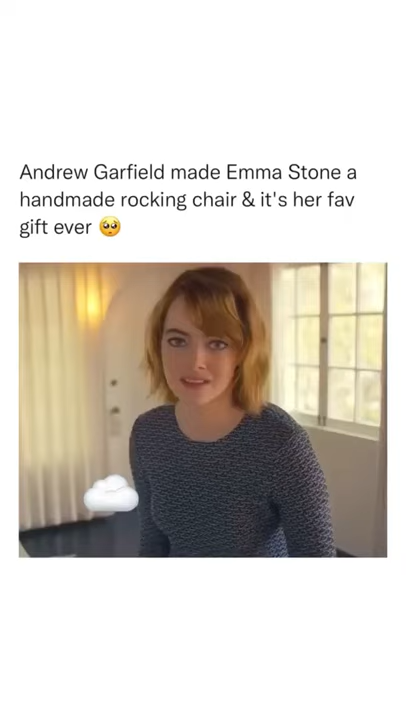 Andrew Garfield made Emma Stone a
handmade rocking chair & it's her fav
gift ever 🥺